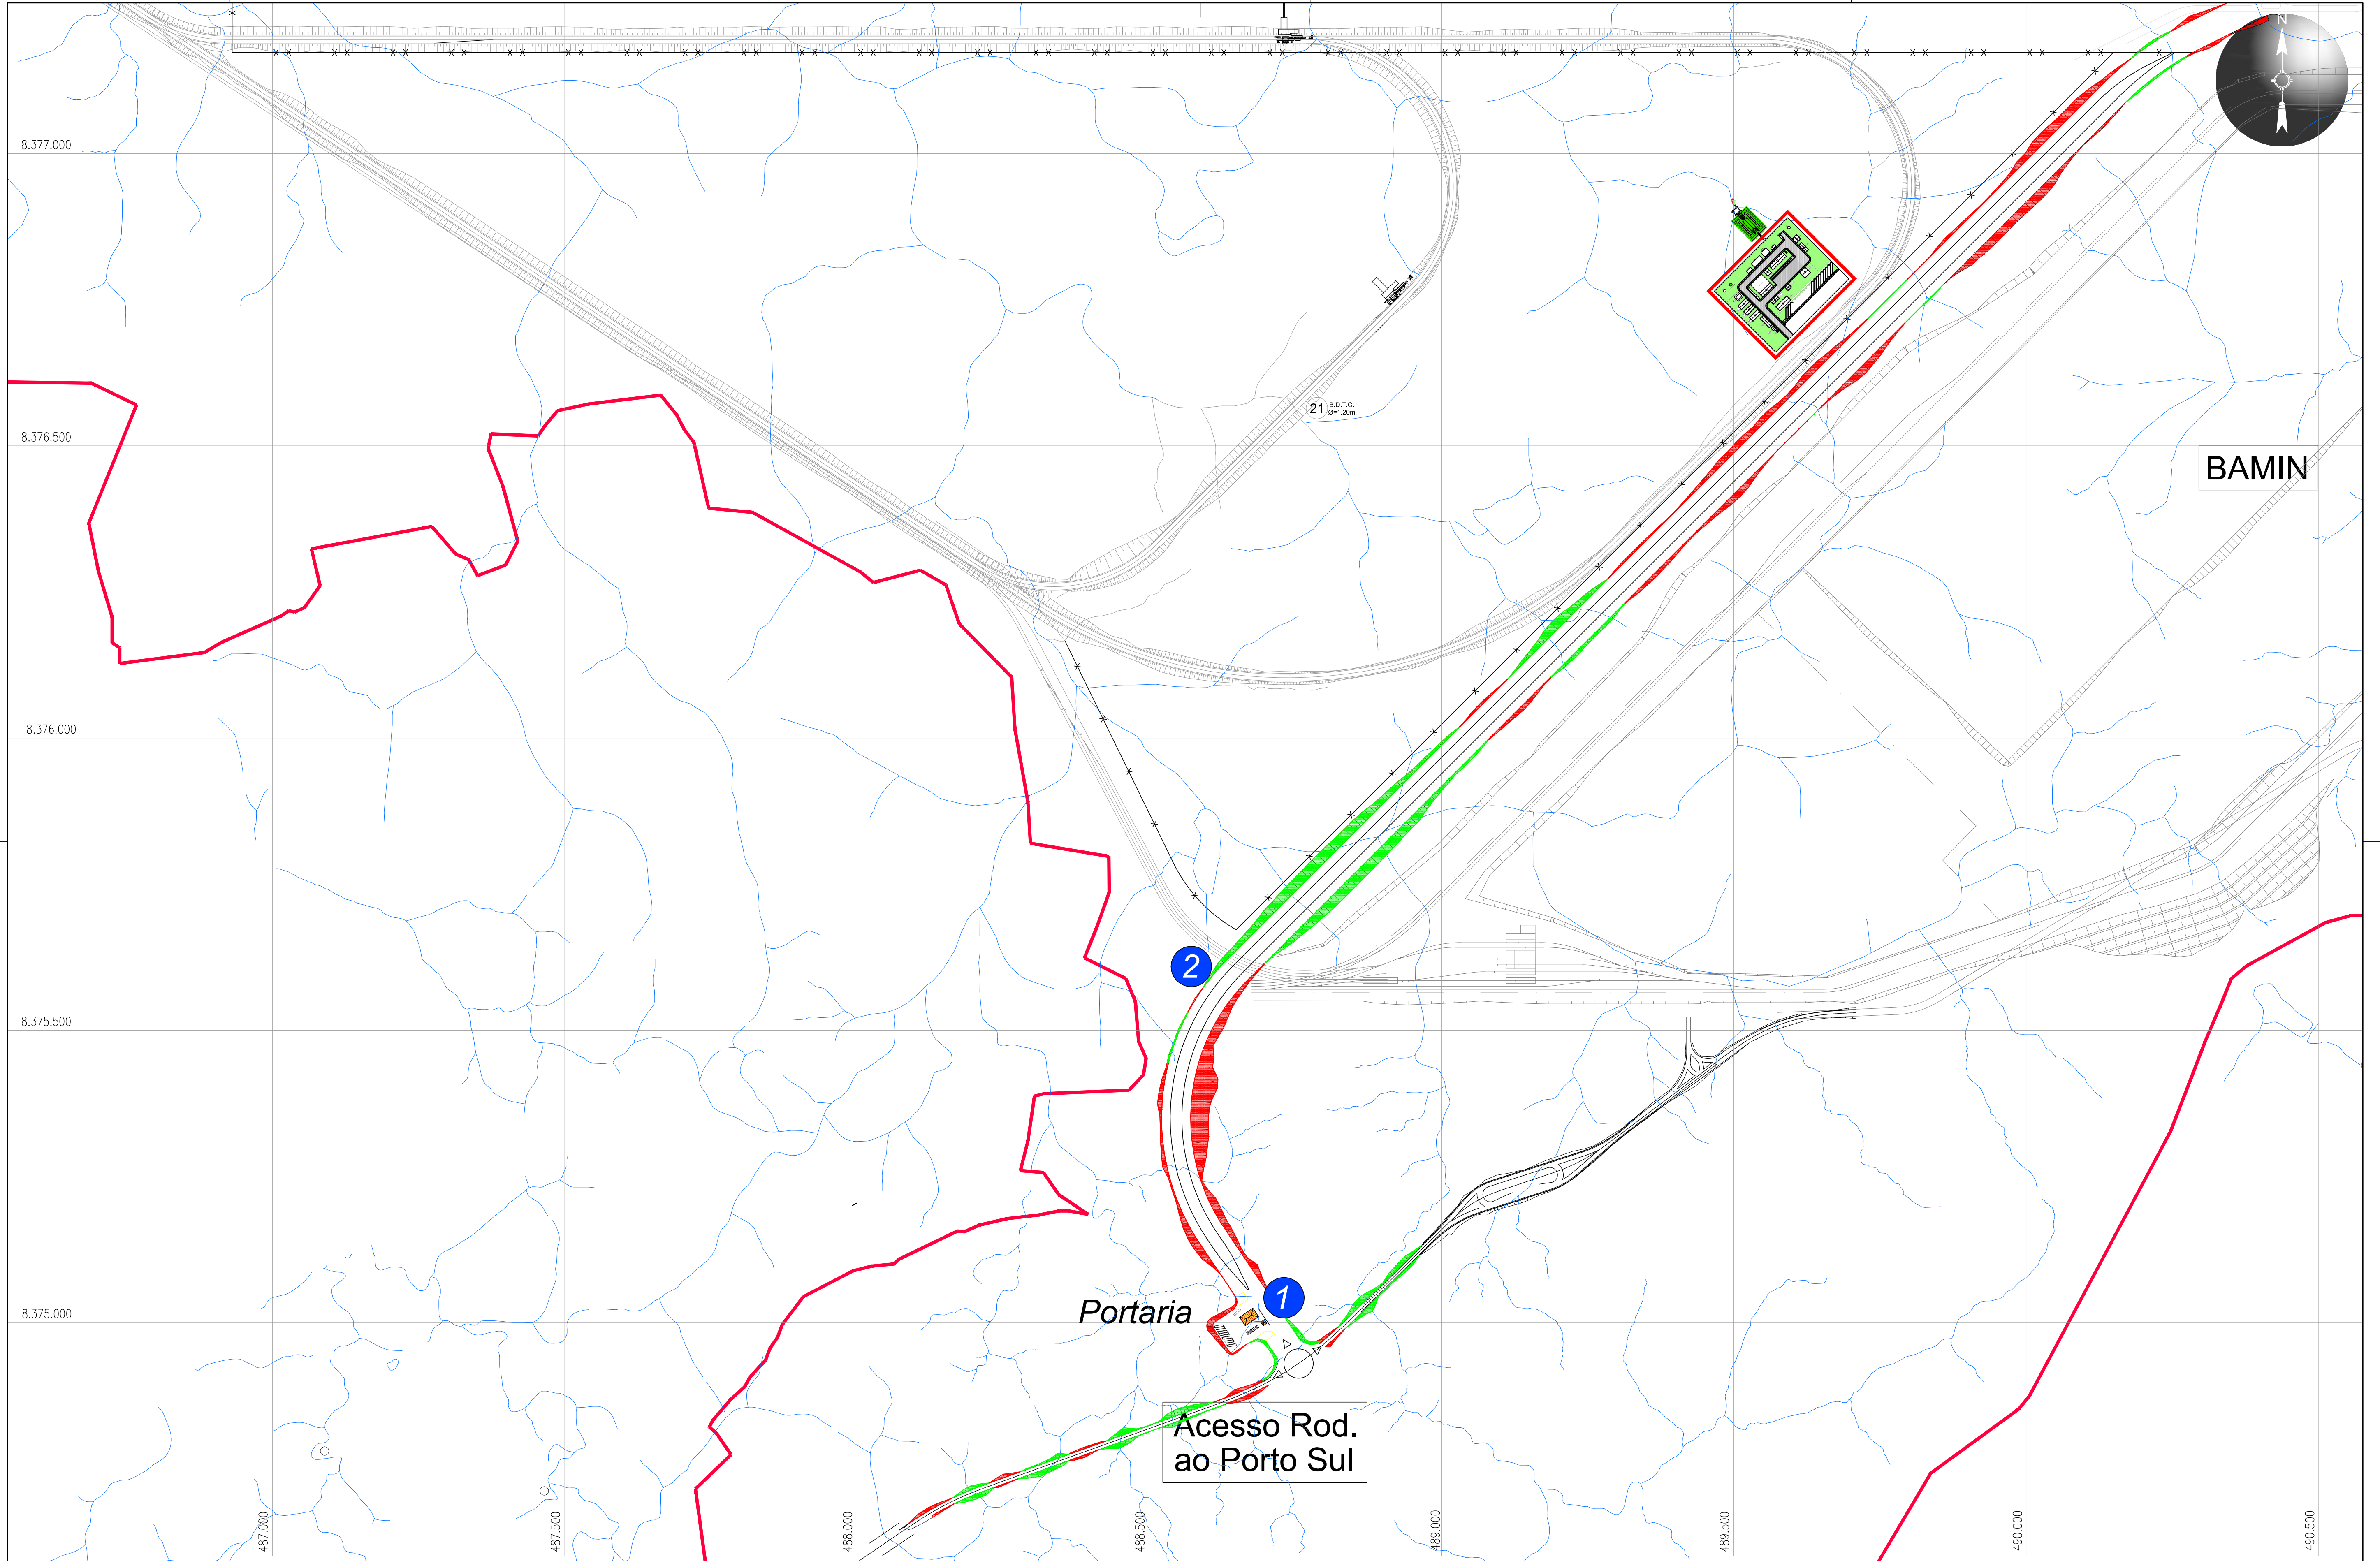 N
8.377.000
21
B.D.T.C.
Ø=1.20m
8.376.500
BAMIN
8.376.000
2
8.375.500
1
Portaria
8.375.000
Acesso Rod.
ao Porto Sul
487.000
487.500
488.000
488.500
489.000
489.500
490.000
490.500